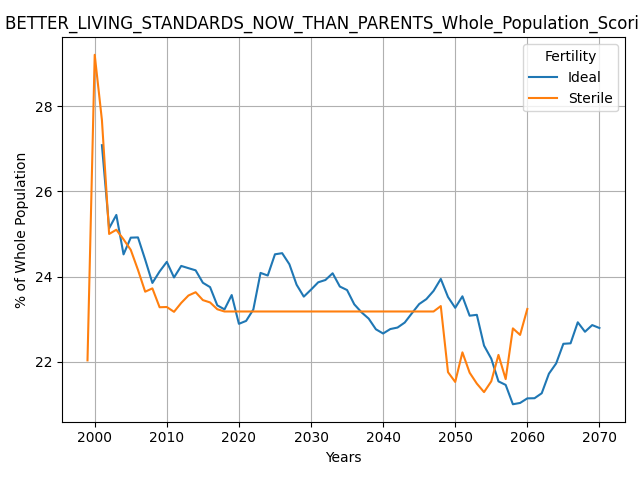 BETTER_LIVING_STANDARDS_NOW_THAN_PARENTS_Whole_Population_Scori
Fertility
Ideal
Sterile
% of Whole Population
28
26
24
22
2000 2010 2020 2030 2040 2050 2060 2070
Years